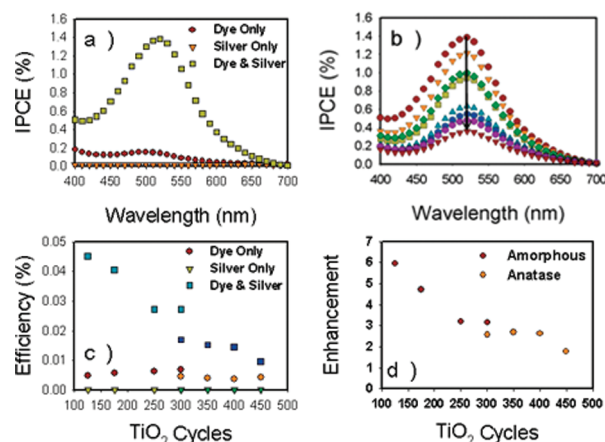 a )
Dye Only
Silver Only
Dye & Silver
IPCE (%)
1.6
1.4
1.2
1.0
0.8
0.6
0.4
0.2
0.0
400 450 500 550 600 650 700
Wavelength (nm)
b )
IPCE (%)
1.6
1.4
1.2
1.0
0.8
0.6
0.4
0.2
0.0
400 450 500 550 600 650 700
Wavelength (nm)
c )
Dye Only
Silver Only
Dye & Silver
Efficiency (%)
0.05
0.04
0.03
0.02
0.01
0.00
100 150 200 250 300 350 400 450 500
TiO2 Cycles
d )
Amorphous
Anatase
Enhancement
6
5
4
3
2
1
0
100 150 200 250 300 350 400 450 500
TiO2 Cycles